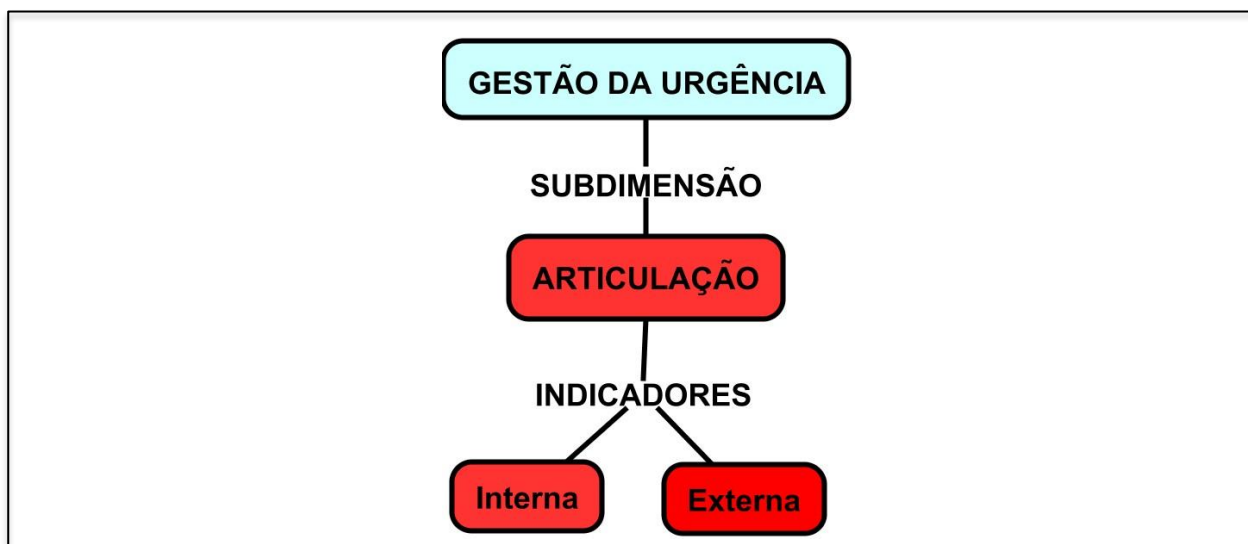 GESTÃO DA URGÊNCIA
SUBDIMENSÃO
ARTICULAÇÃO
INDICADORES
Interna
Externa